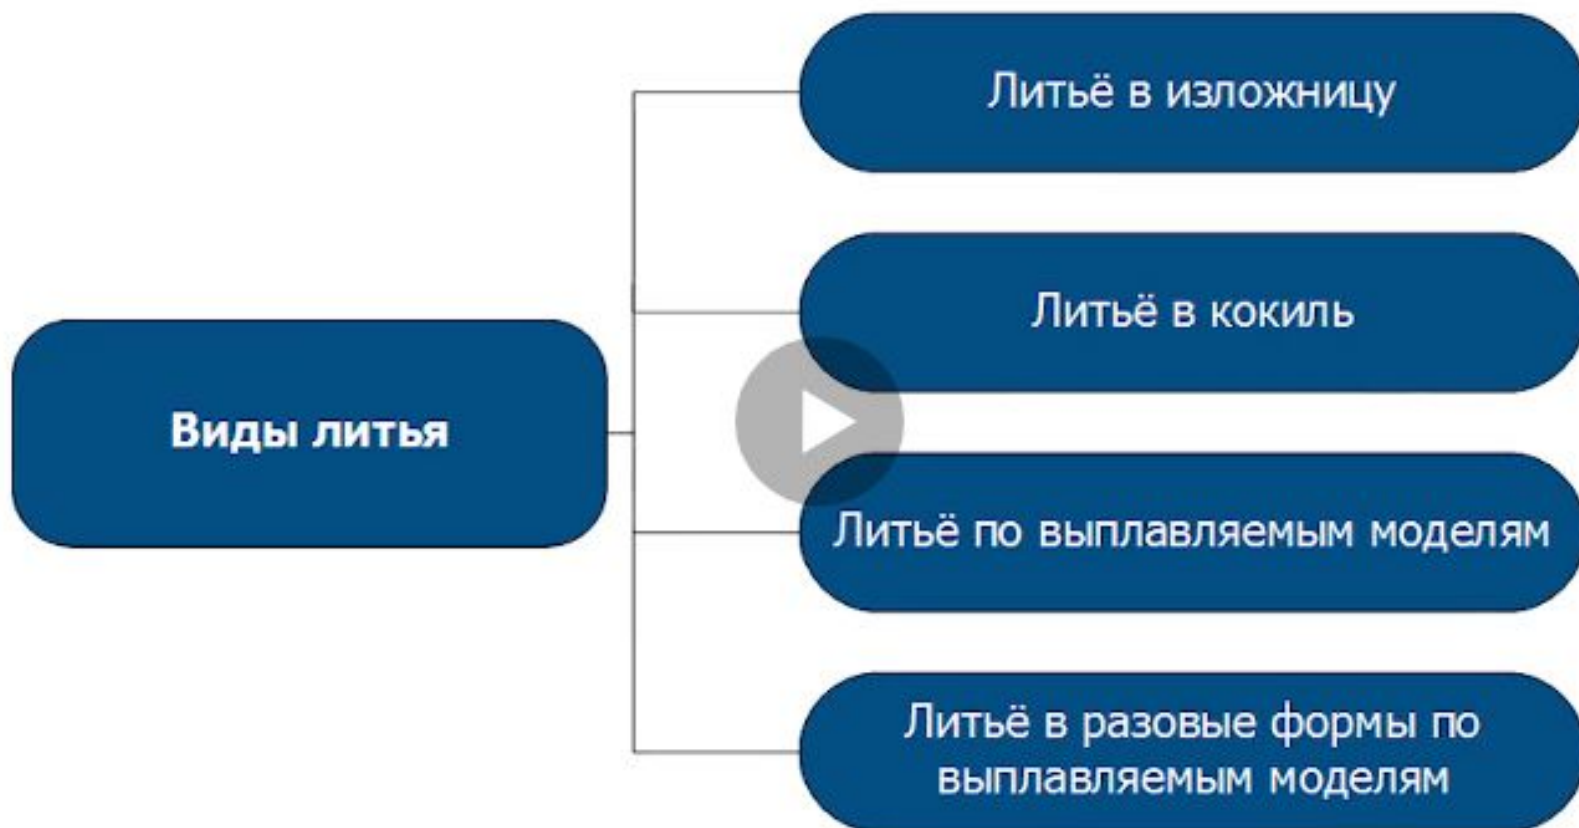 Виды литья
Литьё в изложницу
Литьё в кокиль
Литьё по выплавляемым моделям
Литьё в разовые формы по
выплавляемым моделям